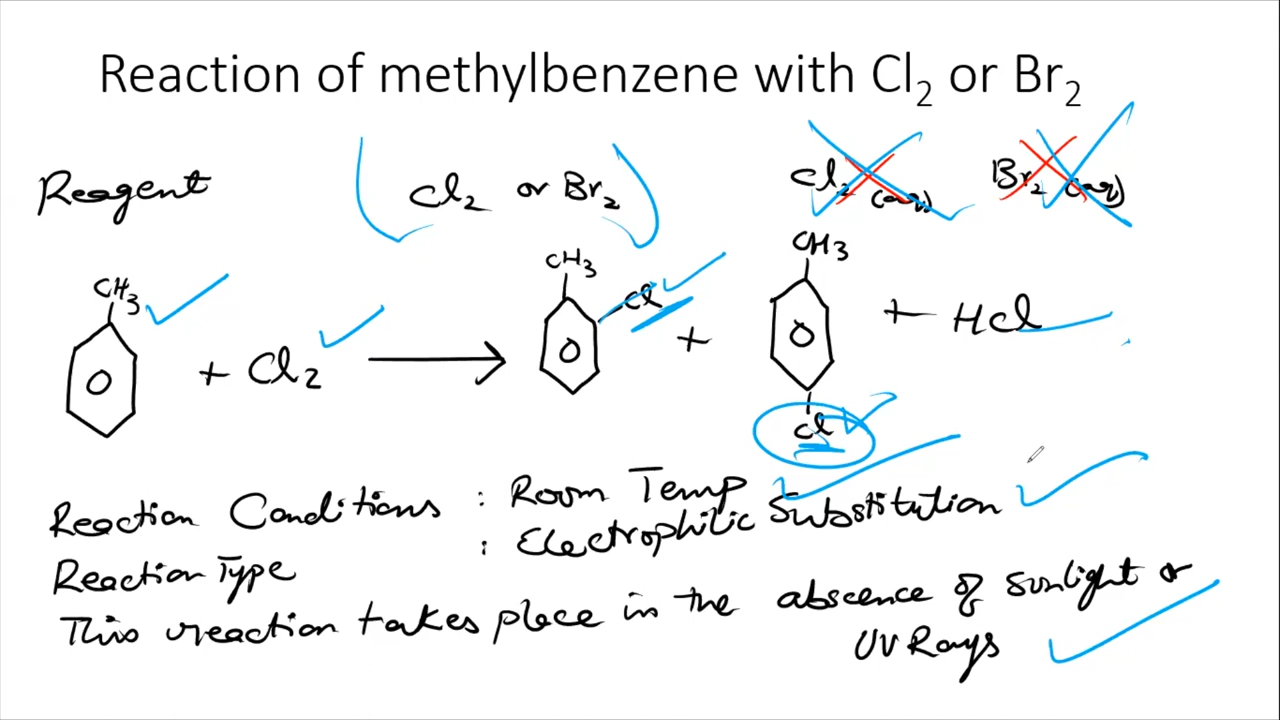 Reaction of methylbenzene with Cl2 or Br2
Reagent Cl2 or Br2 Cl2 (aq) Br2 (aq)
CH3 CH3 CH3
+ Cl2 Cl + + HCl
Cl
Reaction Conditions : Room Temp
Reaction Type : Electrophilic Substitution
This reaction takes place in the abscence of sunlight or
UV Rays